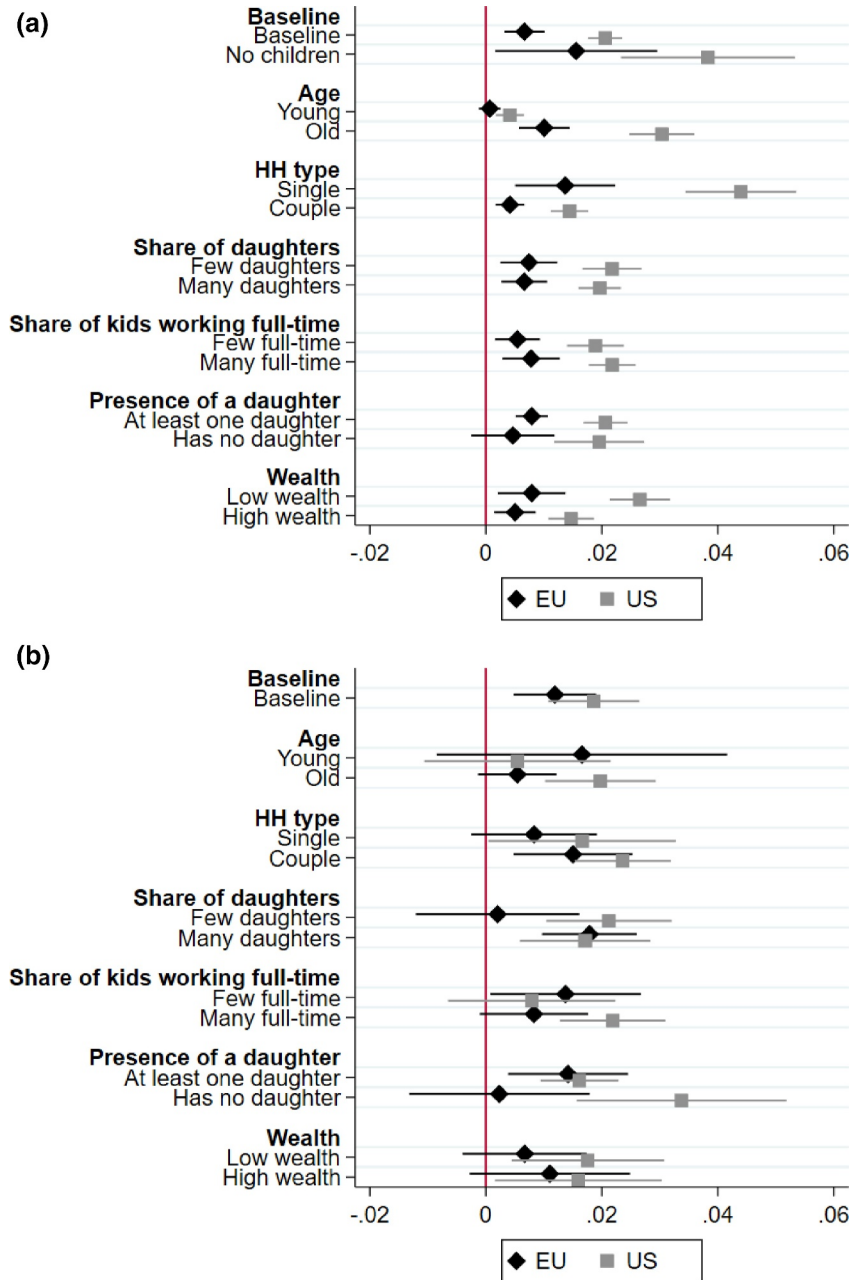 (a)
Baseline
Baseline
No children
Age
Young
Old
HH type
Single
Couple
Share of daughters
Few daughters
Many daughters
Share of kids working full-time
Few full-time
Many full-time
Presence of a daughter
At least one daughter
Has no daughter
Wealth
Low wealth
High wealth
-.02 0 .02 .04 .06
EU US
(b)
Baseline
Baseline
Age
Young
Old
HH type
Single
Couple
Share of daughters
Few daughters
Many daughters
Share of kids working full-time
Few full-time
Many full-time
Presence of a daughter
At least one daughter
Has no daughter
Wealth
Low wealth
High wealth
-.02 0 .02 .04 .06
EU US